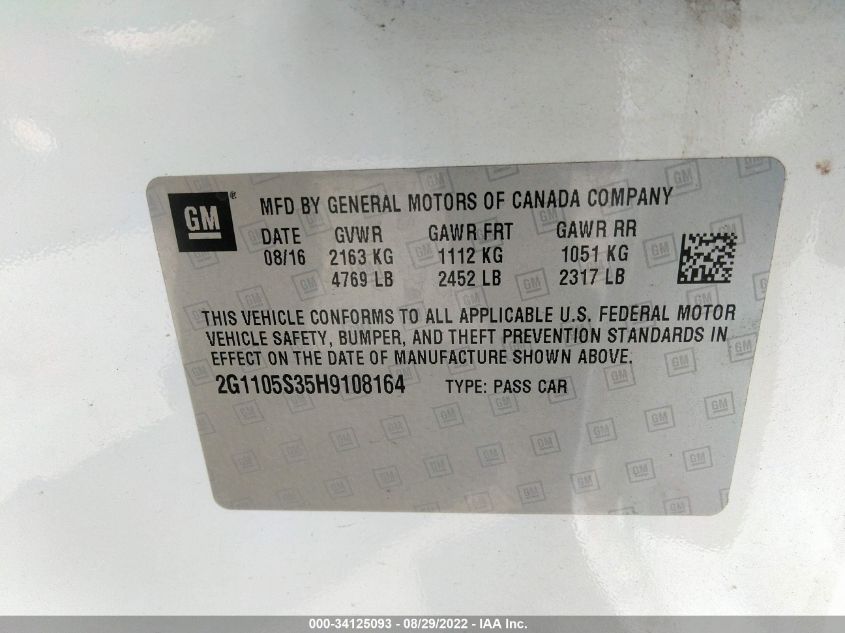 GM® MFD BY GENERAL MOTORS OF CANADA COMPANY
DATE GVWR GAWR FRT GAWR RR
08/16 2163 KG 1112 KG 1051 KG
4769 LB 2452 LB 2317 LB
THIS VEHICLE CONFORMS TO ALL APPLICABLE U.S. FEDERAL MOTOR
VEHICLE SAFETY, BUMPER, AND THEFT PREVENTION STANDARDS IN
EFFECT ON THE DATE OF MANUFACTURE SHOWN ABOVE.
2G1105S35H9108164 TYPE: PASS CAR
000-34125093 - 08/29/2022 - IAA Inc.